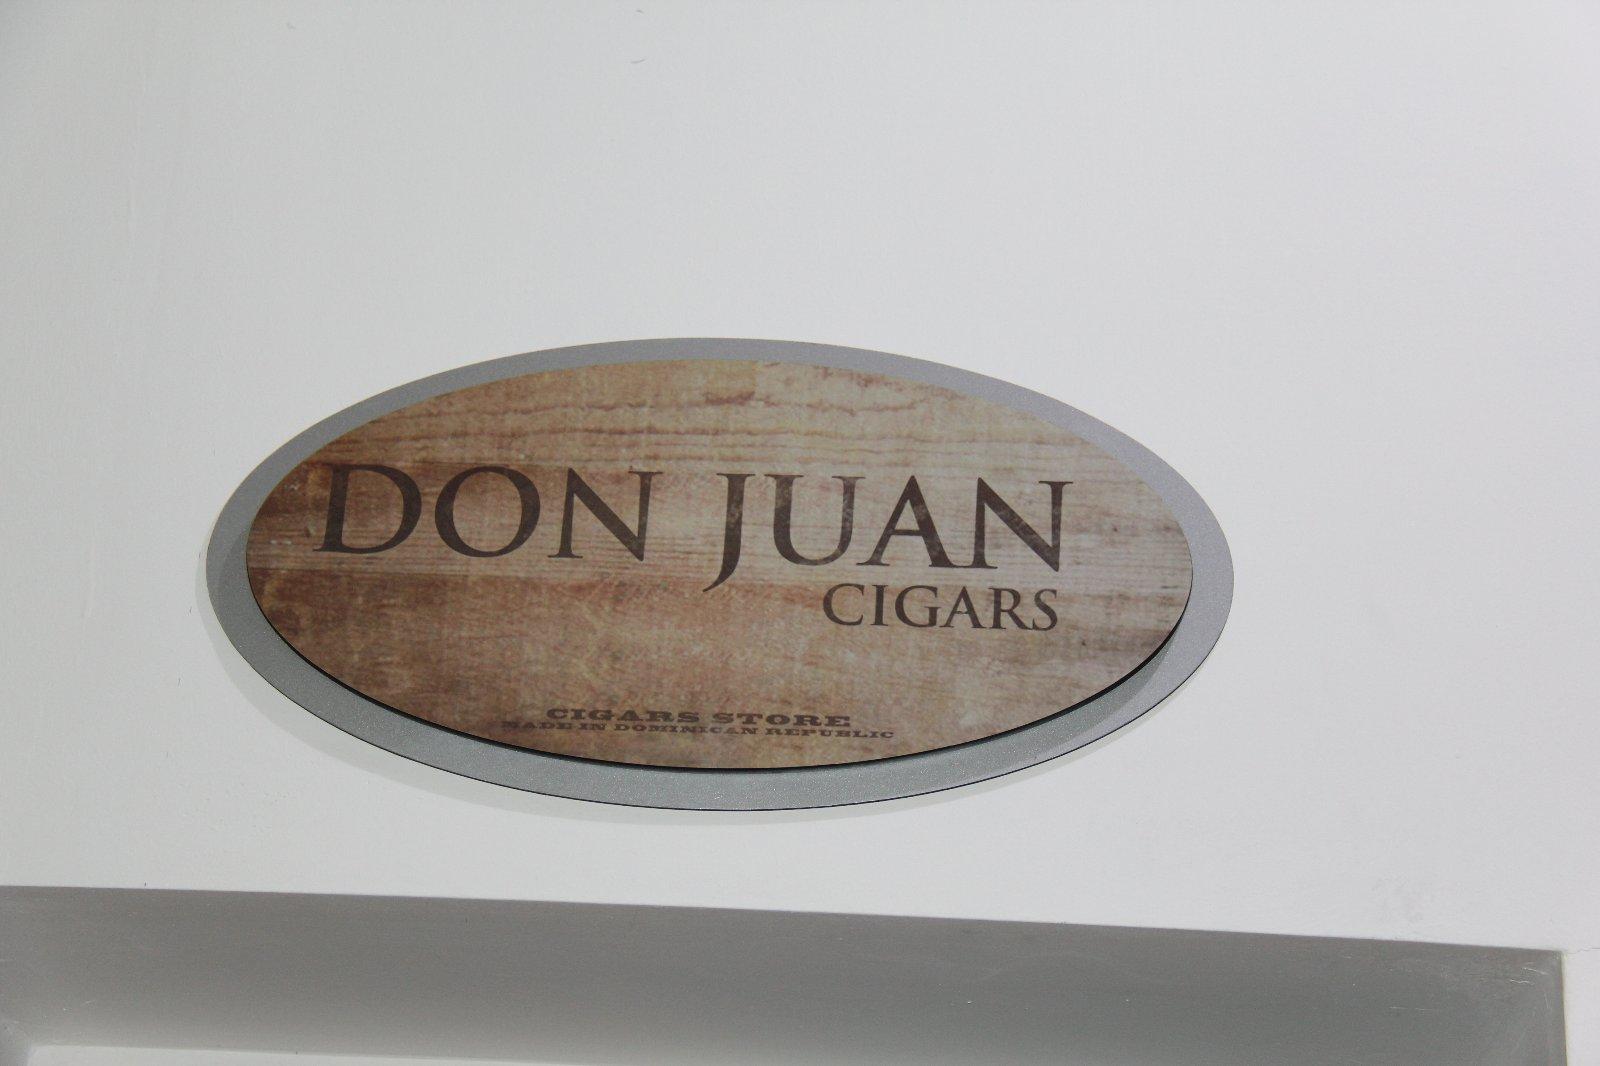 DON JUAN
CIGARS
CIGARS STORE
MADE IN DOMINICAN REPUBLIC